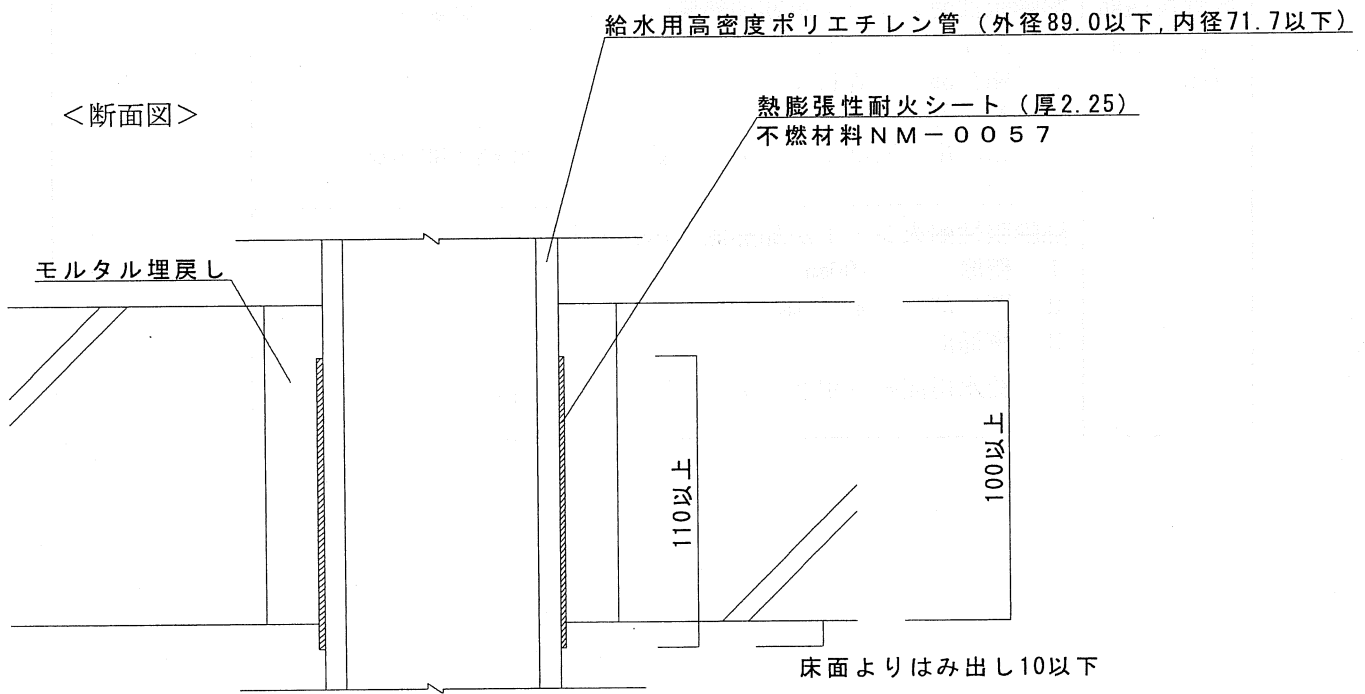 給水用高密度ポリエチレン管（外径89.0以下,内径71.7以下）
＜断面図＞
熱膨張性耐火シート（厚2.25）
不燃材料NM－0057
モルタル埋戻し
110以上
100以上
床面よりはみ出し10以下